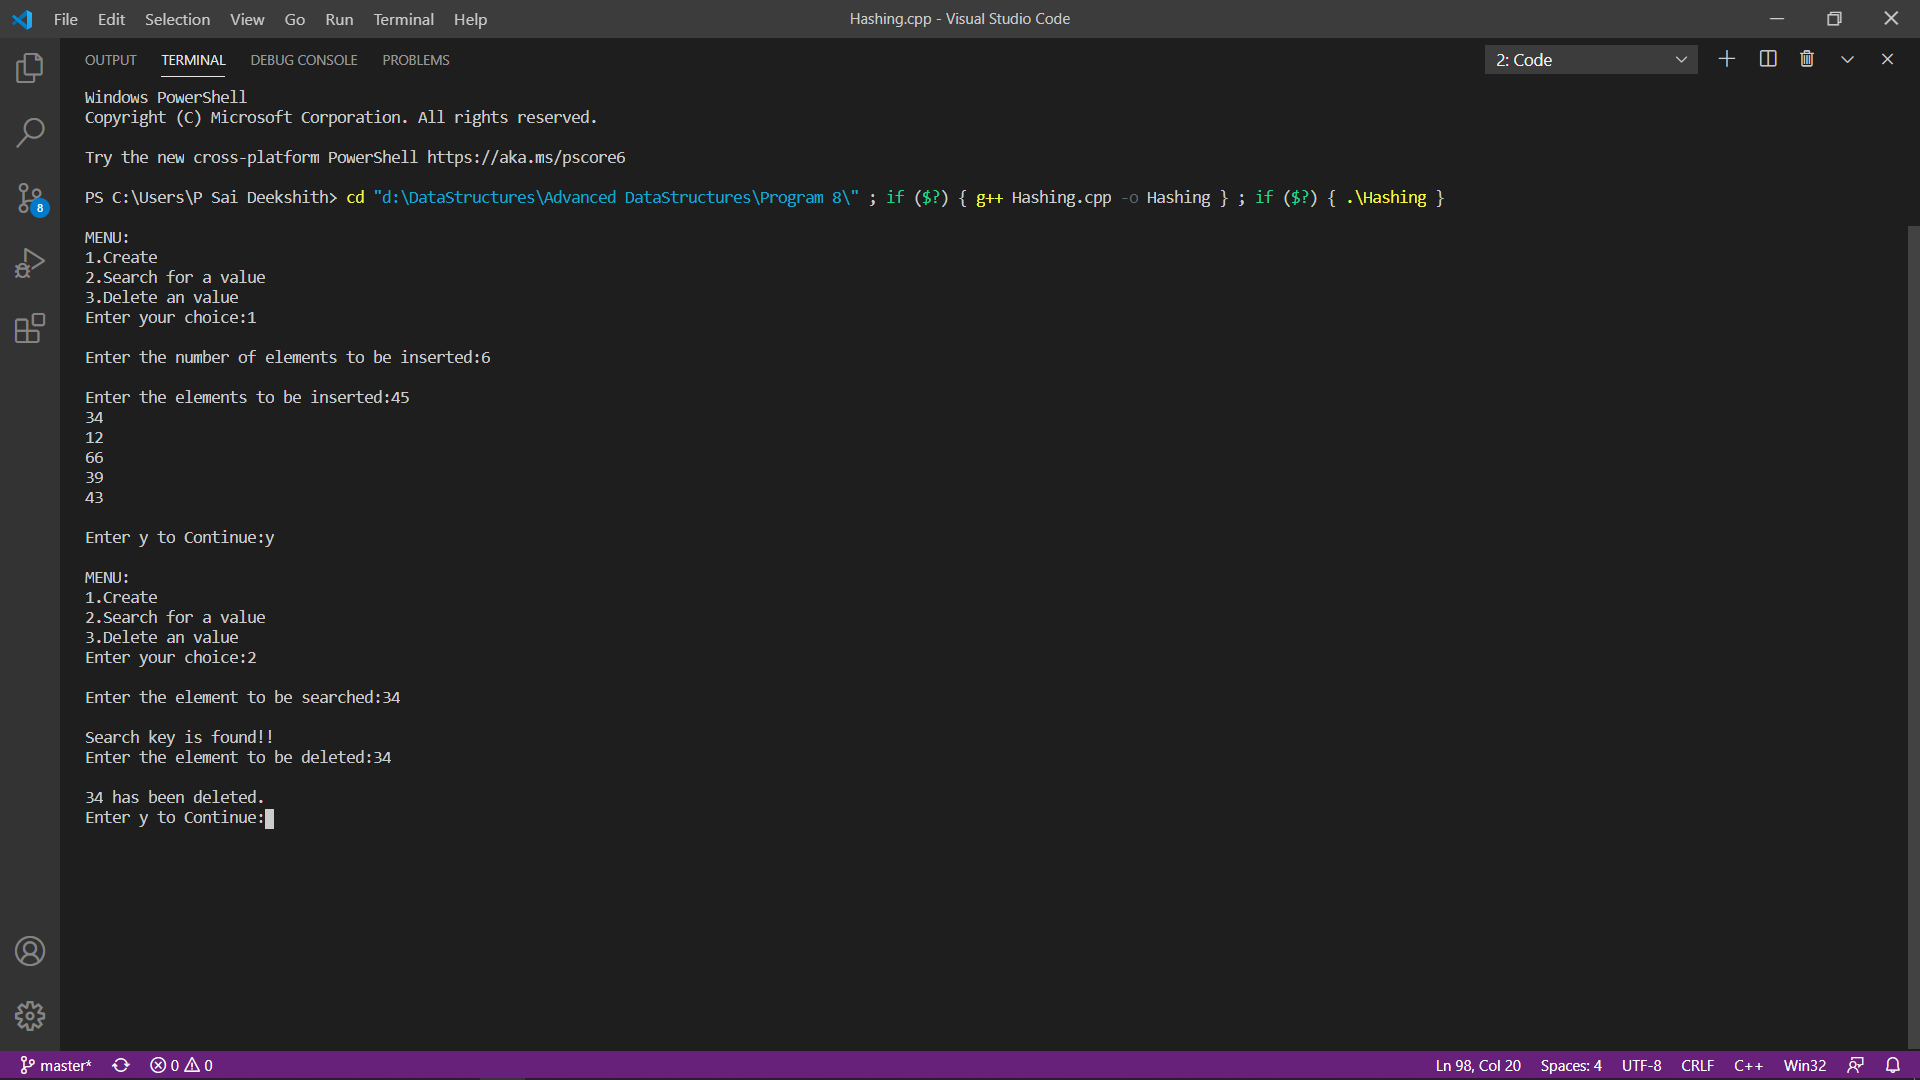 File Edit Selection View Go Run Terminal Help
Hashing.cpp - Visual Studio Code
OUTPUT TERMINAL DEBUG CONSOLE PROBLEMS
2: Code
Windows PowerShell
Copyright (C) Microsoft Corporation. All rights reserved.
Try the new cross-platform PowerShell https://aka.ms/pscore6
PS C:\Users\P Sai Deekshith> cd "d:\DataStructures\Advanced DataStructures\Program 8\" ; if ($?) { g++ Hashing.cpp -o Hashing } ; if ($?) { .\Hashing }
MENU:
1.Create
2.Search for a value
3.Delete an value
Enter your choice:1
Enter the number of elements to be inserted:6
Enter the elements to be inserted:45
34
12
66
39
43
Enter y to Continue:y
MENU:
1.Create
2.Search for a value
3.Delete an value
Enter your choice:2
Enter the element to be searched:34
Search key is found!!
Enter the element to be deleted:34
34 has been deleted.
Enter y to Continue:
8
master* 0 0
Ln 98, Col 20 Spaces: 4 UTF-8 CRLF C++ Win32